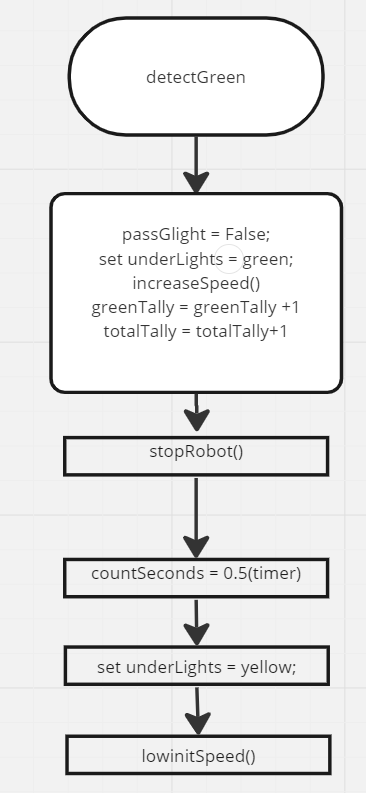 detectGreen
passGlight = False;
set underLights = green;
increaseSpeed()
greenTally = greenTally +1
totalTally = totalTally+1
stopRobot()
countSeconds = 0.5(timer)
set underLights = yellow;
lowinitSpeed()